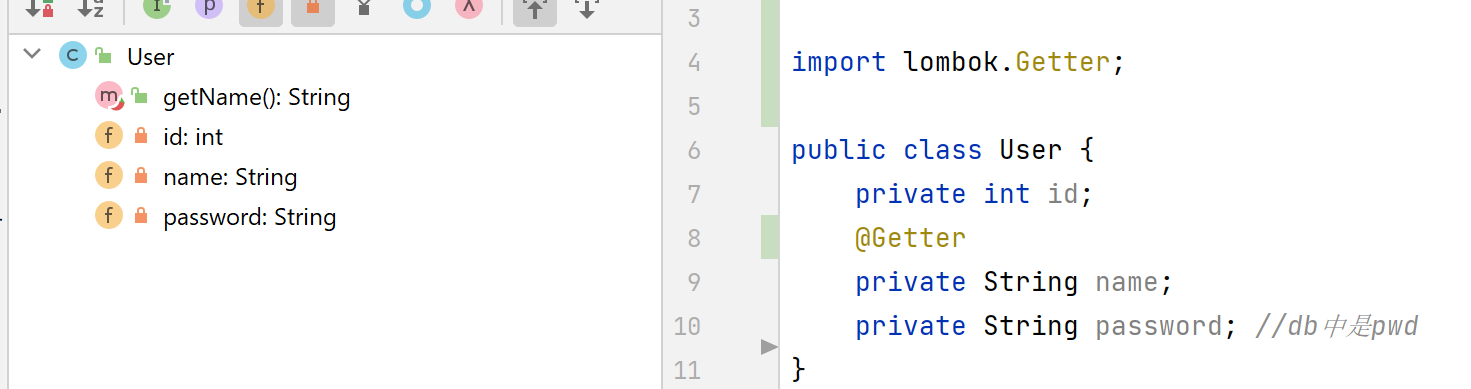 User
getName(): String
id: int
name: String
password: String
3
4 import lombok.Getter;
5
6 public class User {
7 private int id;
8 @Getter
9 private String name;
10 private String password; //db中是pwd
11 }